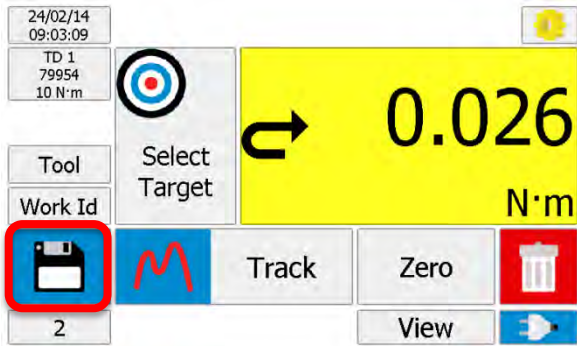 24/02/14
09:03:09
TD 1
79954
10 N·m
Select
Target
0.026
N·m
Tool
Work Id
Track
Zero
2
View